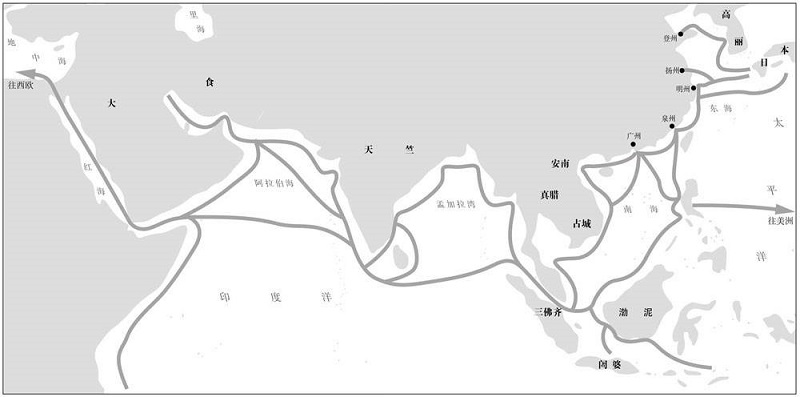 高
丽
日
本
登州
扬州
明州
泉州
广州
东海
太
平
洋
往美洲
里
海
地
中
海
往西欧
大
食
天
竺
红
海
阿拉伯海
孟加拉湾
安南
真腊
古城
南
海
印
度
洋
三佛齐
渤泥
阇婆